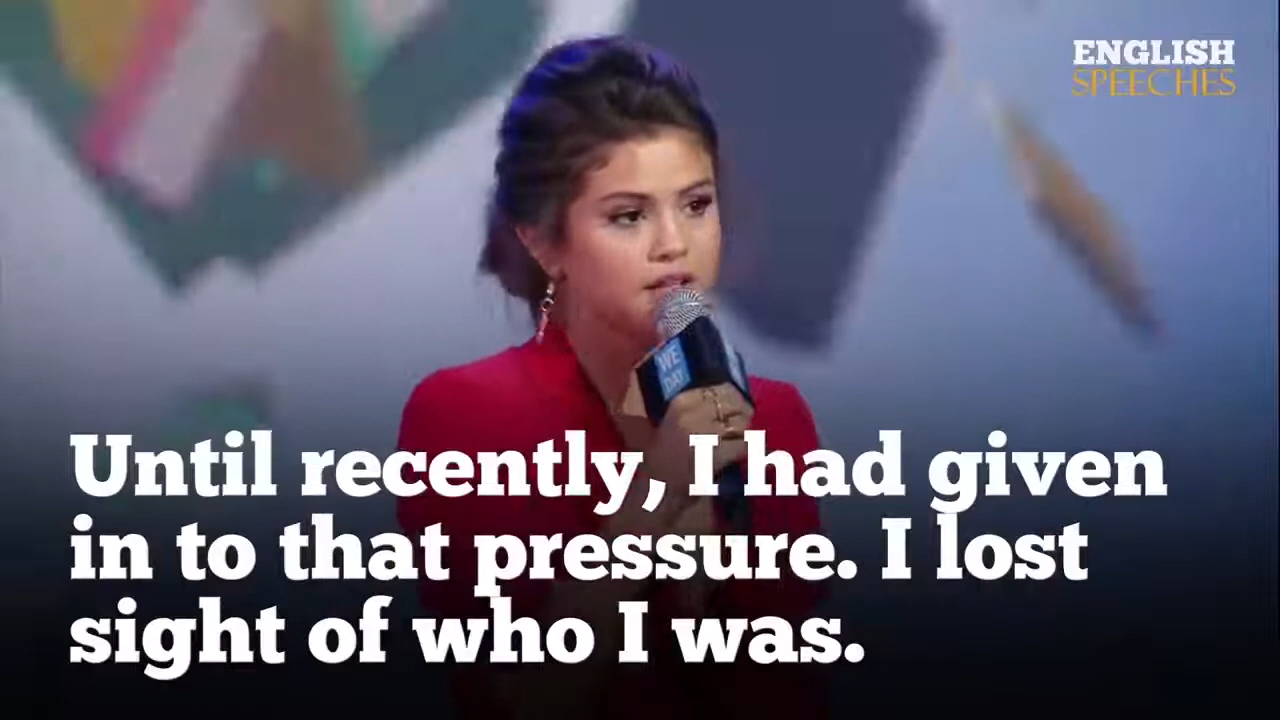 ENGLISH
SPEECHES
WE
DAY
Until recently, I had given
in to that pressure. I lost
sight of who I was.